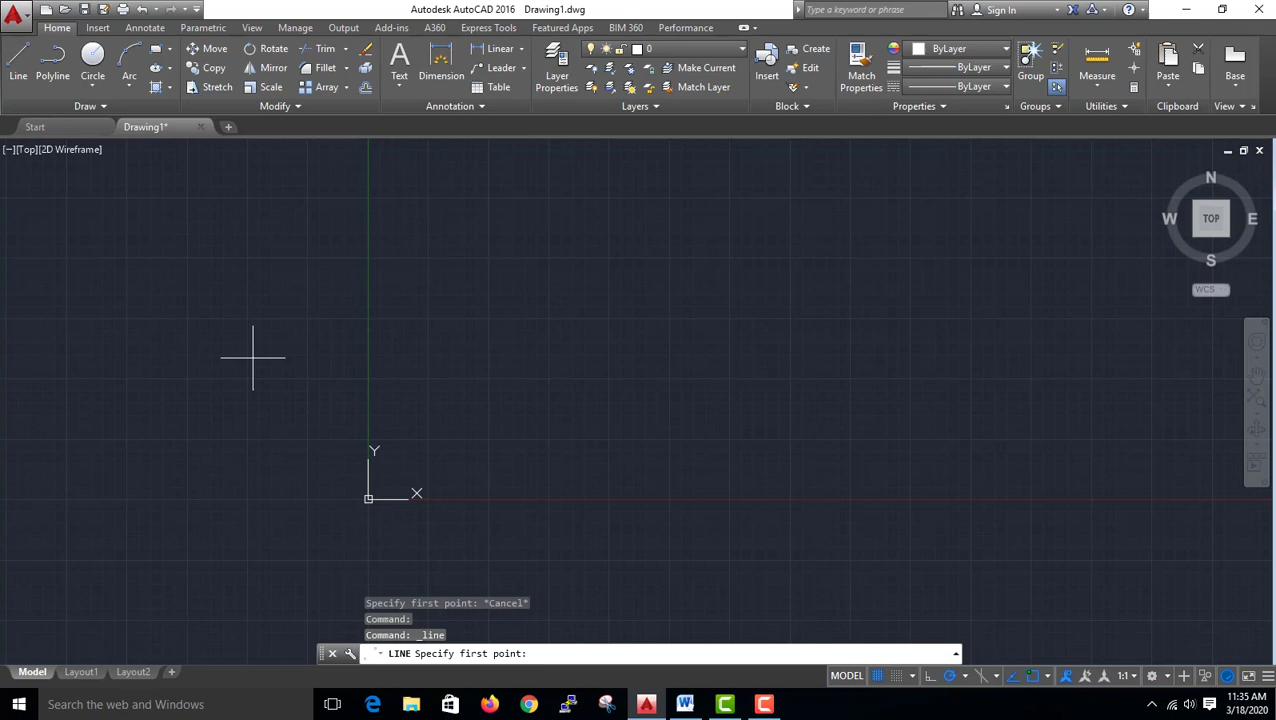 Autodesk AutoCAD 2016 Drawing1.dwg
Type a keyword or phrase
Sign In
Home Insert Annotate Parametric View Manage Output Add-ins A360 Express Tools Featured Apps BIM 360 Performance
Line Polyline Circle Arc
Move Rotate Trim
Copy Mirror Fillet
Stretch Scale Array
Text Dimension
Linear
Leader
Table
Layer
Properties
0
Make Current
Match Layer
Insert
Create
Edit
Match
Properties
ByLayer
ByLayer
ByLayer
Group
Measure
Paste
Base
Draw Modify Annotation Layers Block Properties Groups Utilities Clipboard View
Start Drawing1*
[−][Top][2D Wireframe]
N
W TOP E
S
WCS
Y
X
Specify first point: *Cancel*
Command:
Command: _line
LINE Specify first point:
Model Layout1 Layout2
MODEL
1:1
Search the web and Windows
11:35 AM
3/18/2020